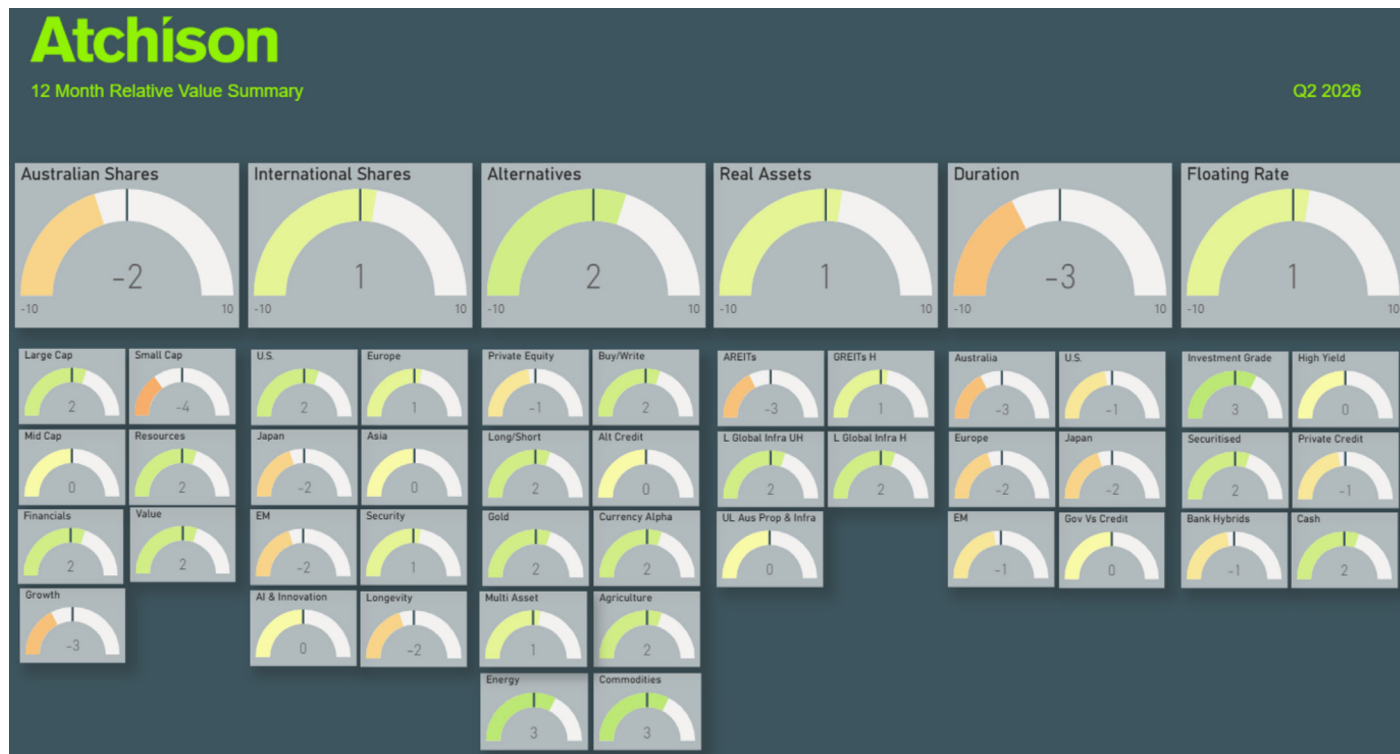 Atchison
12 Month Relative Value Summary
Q2 2026
Australian Shares
-2
-10 10
International Shares
1
-10 10
Alternatives
2
-10 10
Real Assets
1
-10 10
Duration
-3
-10 10
Floating Rate
1
-10 10
Large Cap
2
Small Cap
-4
Mid Cap
0
Resources
2
Financials
2
Value
2
Growth
-3
U.S.
2
Europe
1
Japan
-2
Asia
0
EM
-2
Security
1
AI & Innovation
0
Longevity
-2
Private Equity
-1
Buy/Write
2
Long/Short
2
Alt Credit
0
Gold
2
Currency Alpha
2
Multi Asset
1
Agriculture
2
Energy
3
Commodities
3
AREITs
-3
GREITs H
1
L Global Infra UH
2
L Global Infra H
2
UL Aus Prop & Infra
0
Australia
-3
U.S.
-1
Europe
-2
Japan
-2
EM
-1
Gov Vs Credit
0
Investment Grade
3
High Yield
0
Securitised
2
Private Credit
-1
Bank Hybrids
-1
Cash
2